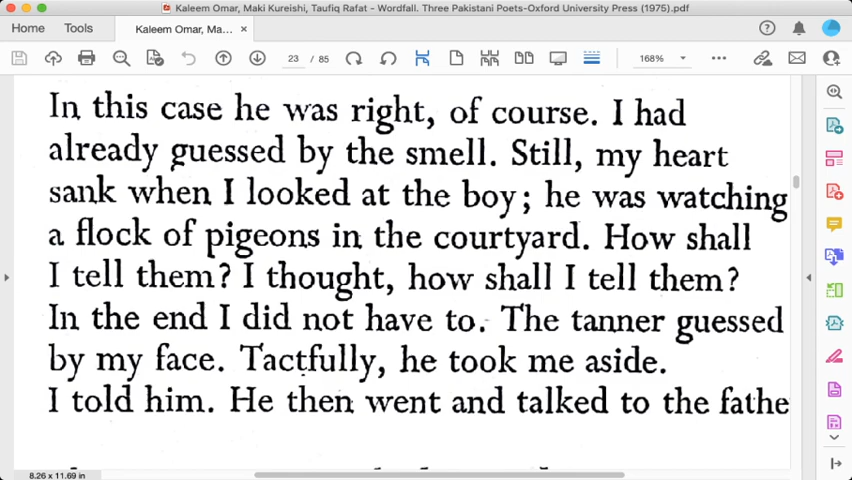 Kaleem Omar, Maki Kureishi, Taufiq Rafat - Wordfall. Three Pakistani Poets-Oxford University Press (1975).pdf
Home Tools Kaleem Omar, Ma... ×
23 / 85 168%
In this case he was right, of course. I had
already guessed by the smell. Still, my heart
sank when I looked at the boy; he was watching
a flock of pigeons in the courtyard. How shall
I tell them? I thought, how shall I tell them?
In the end I did not have to. The tanner guessed
by my face. Tactfully, he took me aside.
I told him. He then went and talked to the fathe
8.26 x 11.69 in